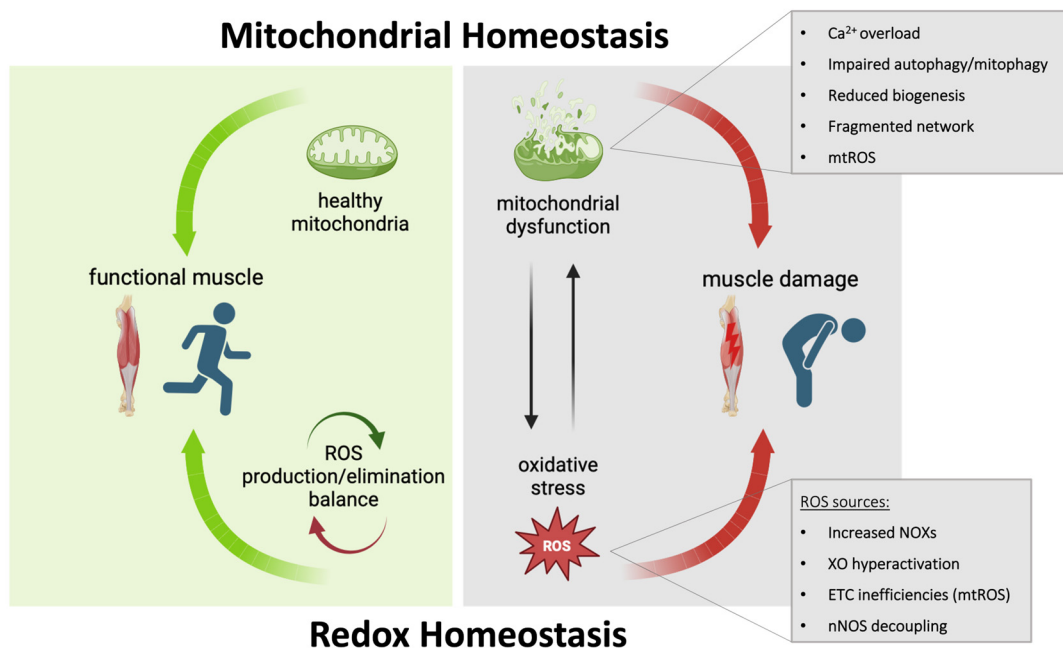 Mitochondrial Homeostasis
healthy
mitochondria
functional muscle
ROS
production/elimination
balance
mitochondrial
dysfunction
oxidative
stress
ROS
muscle damage
• Ca²⁺ overload
• Impaired autophagy/mitophagy
• Reduced biogenesis
• Fragmented network
• mtROS
ROS sources:
• Increased NOXs
• XO hyperactivation
• ETC inefficiencies (mtROS)
• nNOS decoupling
Redox Homeostasis